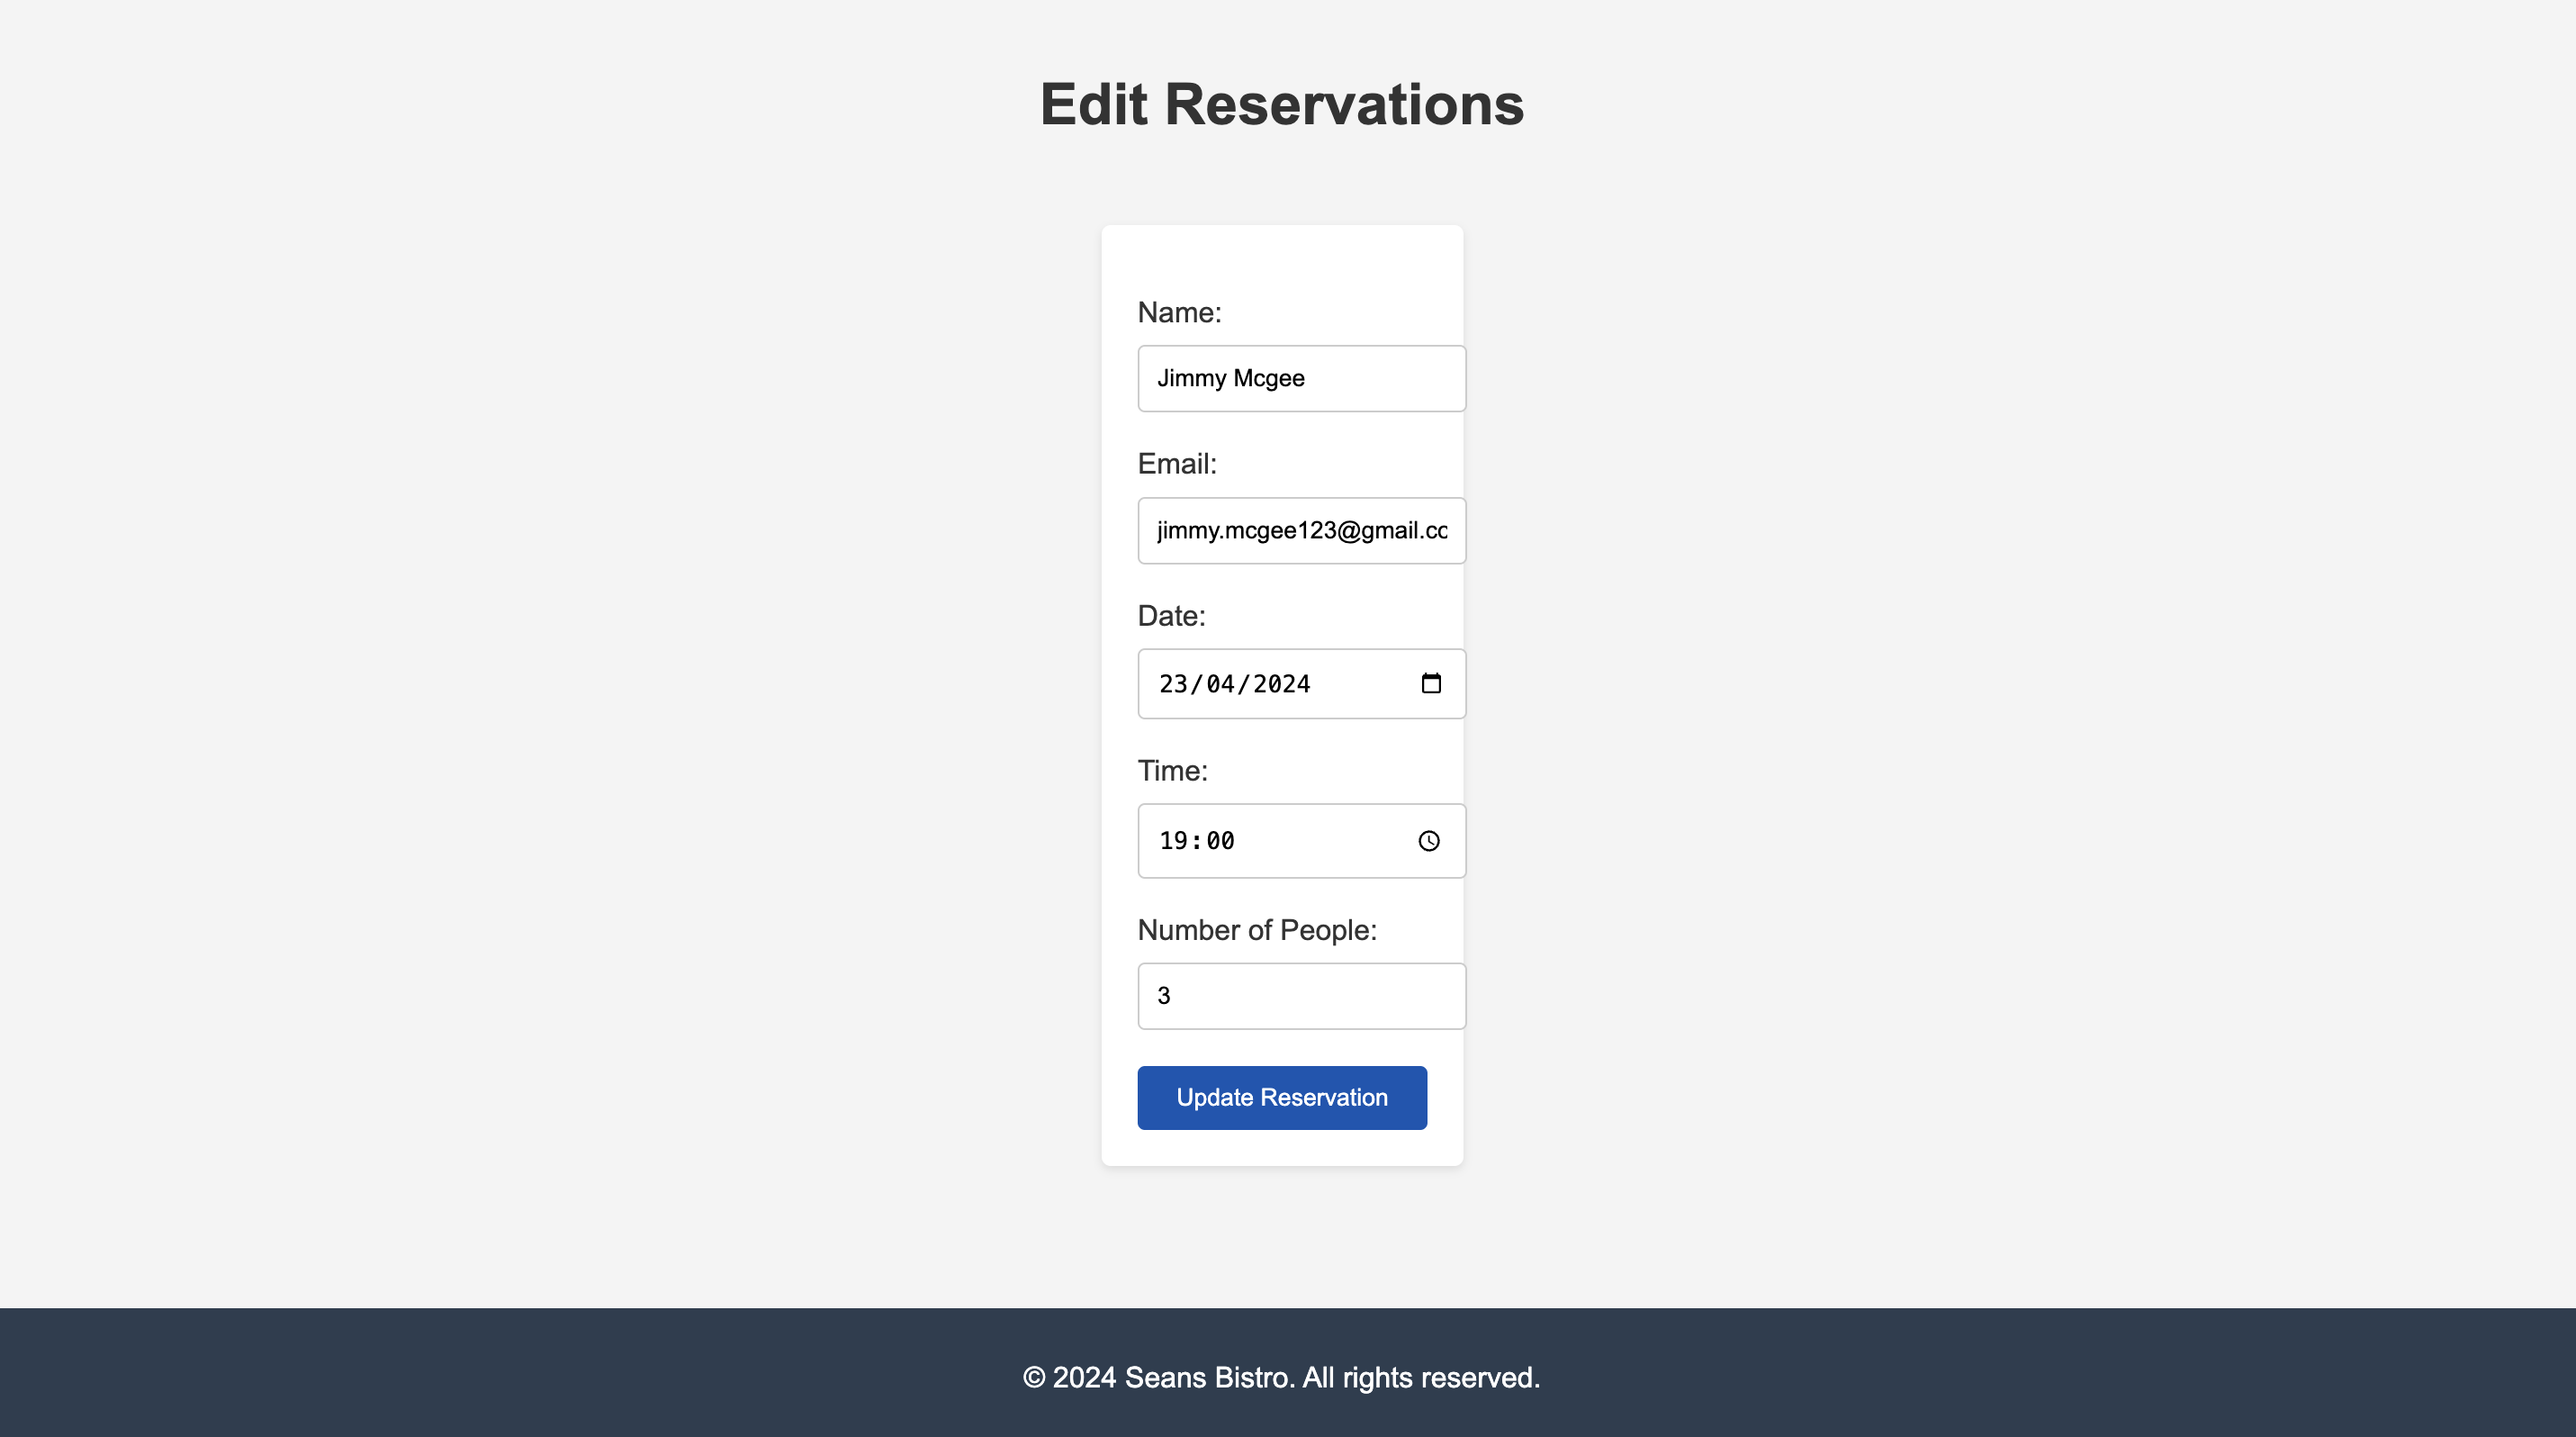 Edit Reservations
Name:
Jimmy Mcgee
Email:
jimmy.mcgee123@gmail.cc
Date:
23/04/2024
Time:
19:00
Number of People:
3
Update Reservation
© 2024 Seans Bistro. All rights reserved.